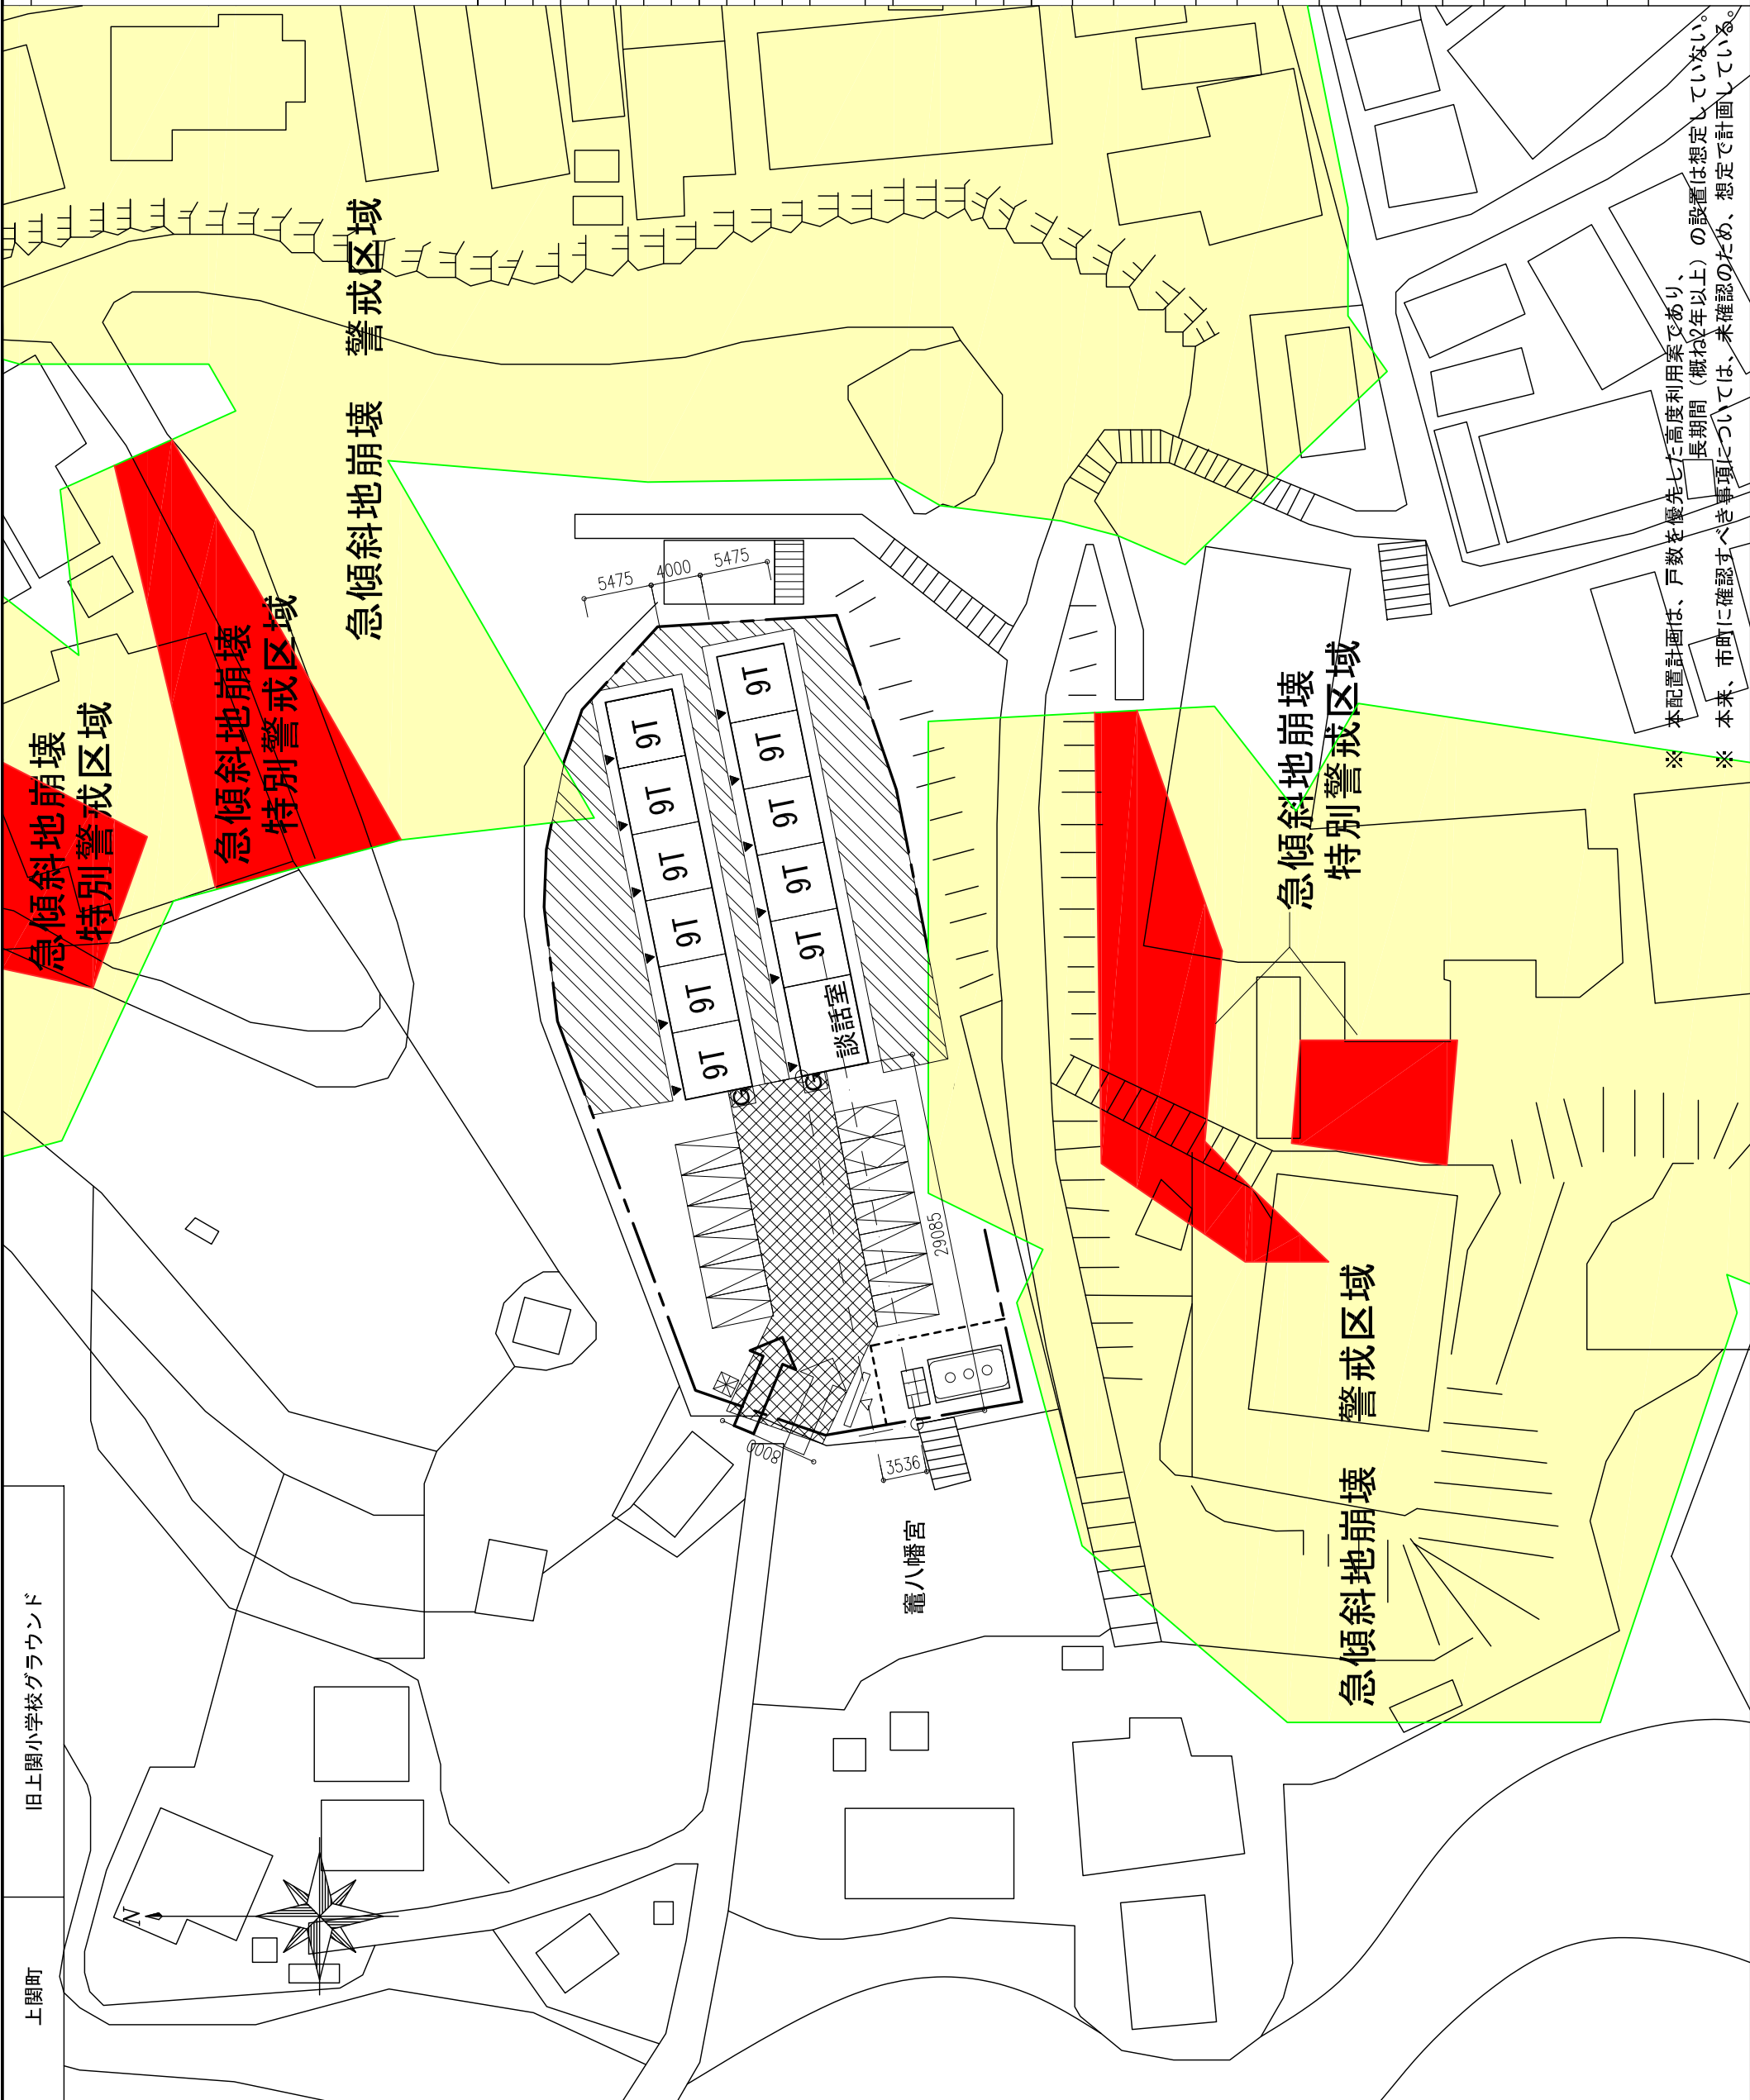 上関町
旧上関小学校グラウンド
急傾斜地崩壊
特別警戒区域
急傾斜地崩壊
特別警戒区域
急傾斜地崩壊　警戒区域
5475
4000
5475
9T
9T
9T
9T
9T
9T
9T
9T
9T
9T
9T
談話室
29085
8000
3536
竈八幡宮
急傾斜地崩壊
特別警戒区域
急傾斜地崩壊　警戒区域
N
※　本配置計画は、戸数を優先した高度利用案であり、
長期間（概ね2年以上）の設置は想定していない。
※　本来、市町に確認すべき事項については、未確認のため、想定で計画している。